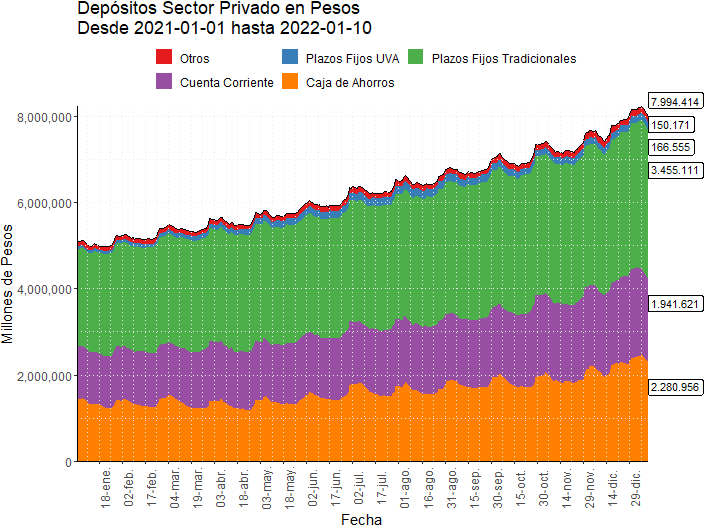 Depósitos Sector Privado en Pesos
Desde 2021-01-01 hasta 2022-01-10
Otros
Plazos Fijos UVA
Plazos Fijos Tradicionales
Cuenta Corriente
Caja de Ahorros
Millones de Pesos
8,000,000
6,000,000
4,000,000
2,000,000
0
7.994.414
150.171
166.555
3.455.111
1.941.621
2.280.956
18-ene.
02-feb.
17-feb.
04-mar.
19-mar.
03-abr.
18-abr.
03-may.
18-may.
02-jun.
17-jun.
02-jul.
17-jul.
01-ago.
16-ago.
31-ago.
15-sep.
30-sep.
15-oct.
30-oct.
14-nov.
29-nov.
14-dic.
29-dic.
Fecha